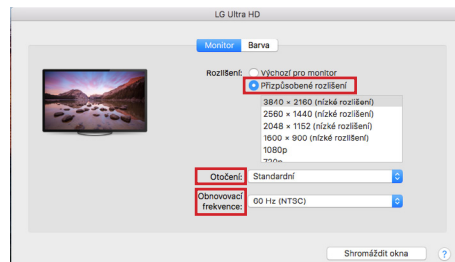 LG Ultra HD
Monitor Barva
Rozlišení: Výchozí pro monitor
Přizpůsobené rozlišení
3840 × 2160 (nízké rozlišení)
2560 × 1440 (nízké rozlišení)
2048 × 1152 (nízké rozlišení)
1600 × 900 (nízké rozlišení)
1080p
720p
Otočení: Standardní
Obnovovací
frekvence: 60 Hz (NTSC)
Shromáždit okna ?